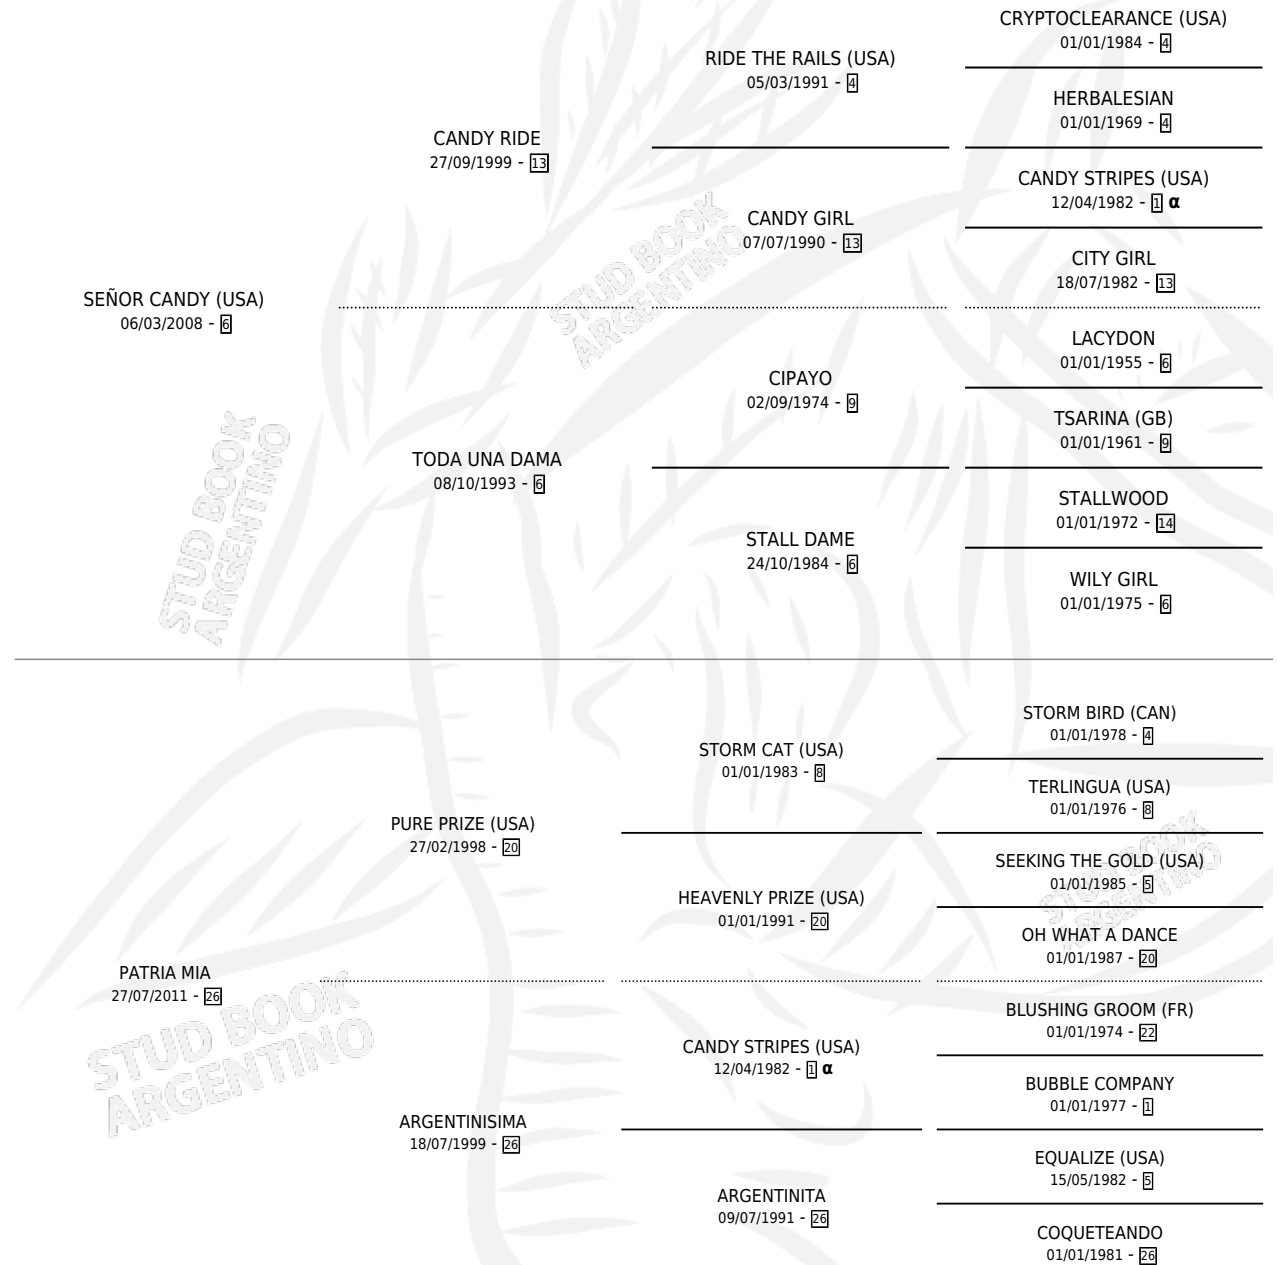 CRYPTOCLEARANCE (USA)
01/01/1984 - 4
RIDE THE RAILS (USA)
05/03/1991 - 4
HERBALESIAN
01/01/1969 - 4
CANDY RIDE
27/09/1999 - 13
CANDY STRIPES (USA)
12/04/1982 - 1 α
CANDY GIRL
07/07/1990 - 13
CITY GIRL
18/07/1982 - 13
SEÑOR CANDY (USA)
06/03/2008 - 6
LACYDON
01/01/1955 - 6
CIPAYO
02/09/1974 - 9
TSARINA (GB)
01/01/1961 - 9
TODA UNA DAMA
08/10/1993 - 6
STALLWOOD
01/01/1972 - 14
STALL DAME
24/10/1984 - 6
WILY GIRL
01/01/1975 - 6
STORM BIRD (CAN)
01/01/1978 - 4
STORM CAT (USA)
01/01/1983 - 8
TERLINGUA (USA)
01/01/1976 - 8
PURE PRIZE (USA)
27/02/1998 - 20
SEEKING THE GOLD (USA)
01/01/1985 - 5
HEAVENLY PRIZE (USA)
01/01/1991 - 20
OH WHAT A DANCE
01/01/1987 - 20
PATRIA MIA
27/07/2011 - 26
BLUSHING GROOM (FR)
01/01/1974 - 22
CANDY STRIPES (USA)
12/04/1982 - 1 α
BUBBLE COMPANY
01/01/1977 - 1
ARGENTINISIMA
18/07/1999 - 26
EQUALIZE (USA)
15/05/1982 - 5
ARGENTINITA
09/07/1991 - 26
COQUETEANDO
01/01/1981 - 26
STUD BOOK
ARGENTINO
STUD BOOK
ARGENTINO
STUD BOOK
ARGENTINO
STUD BOOK
ARGENTINO